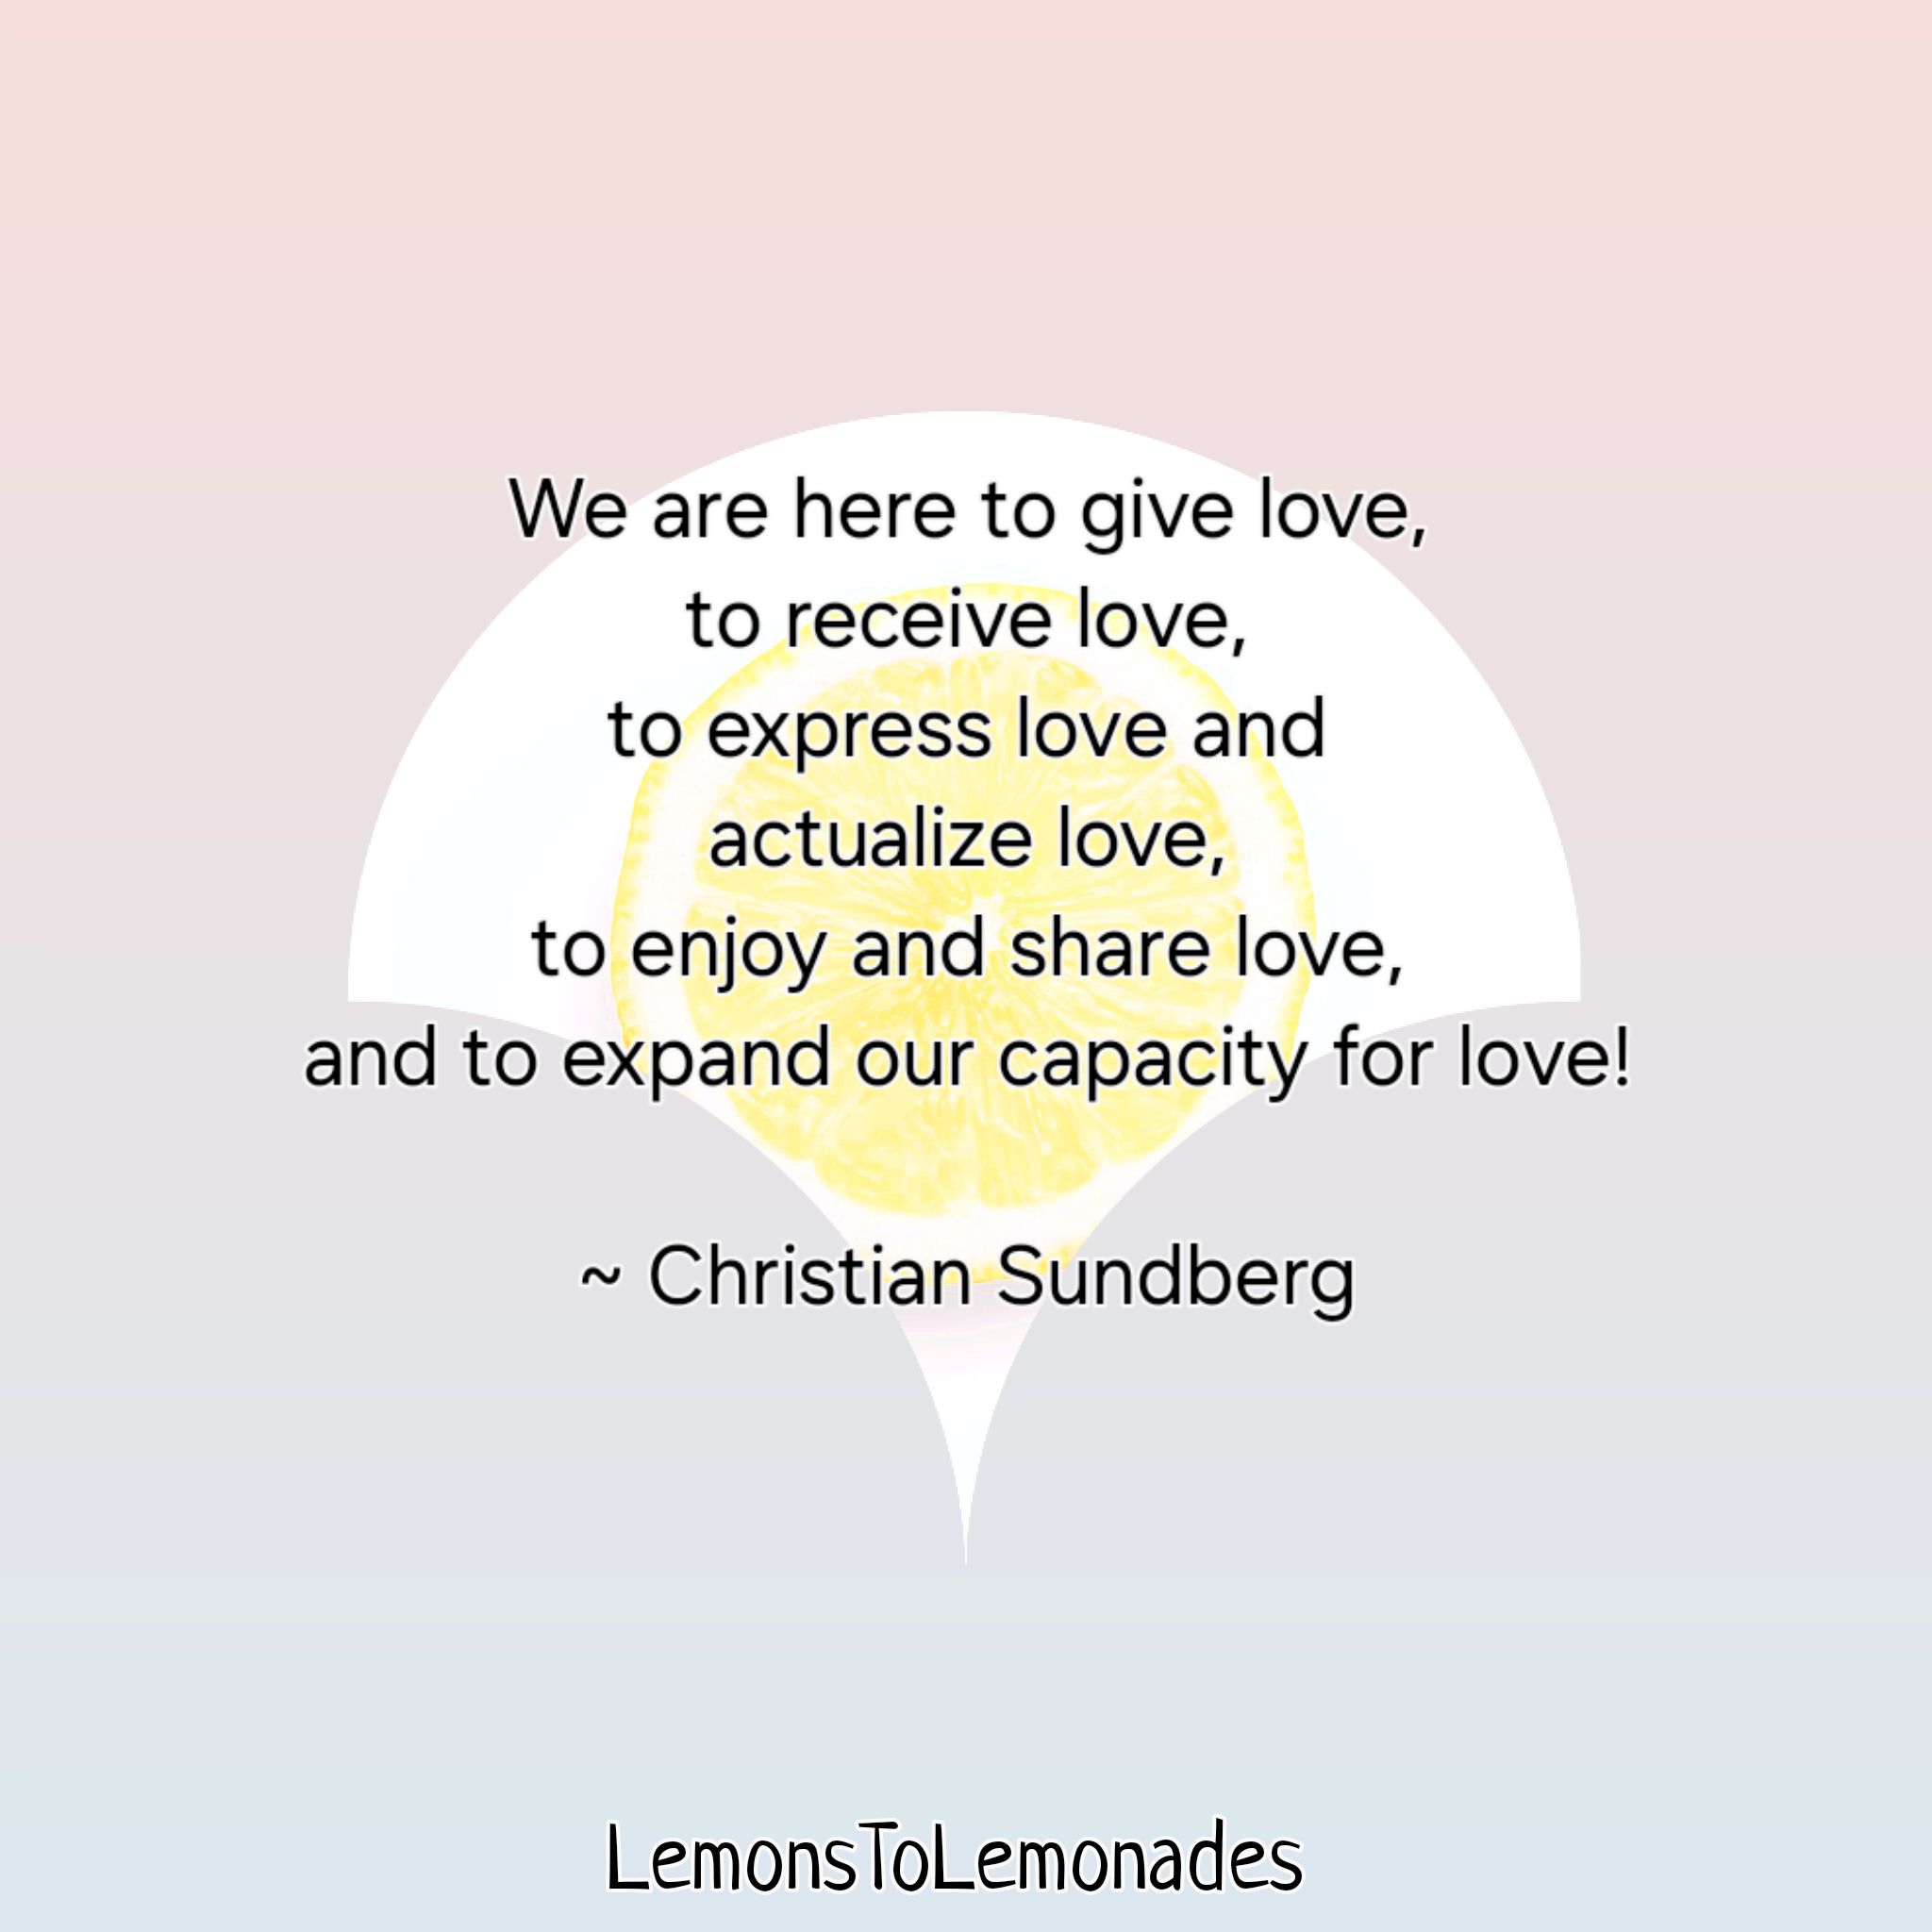 We are here to give love,
to receive love,
to express love and
actualize love,
to enjoy and share love,
and to expand our capacity for love!
~ Christian Sundberg
LemonsToLemonades